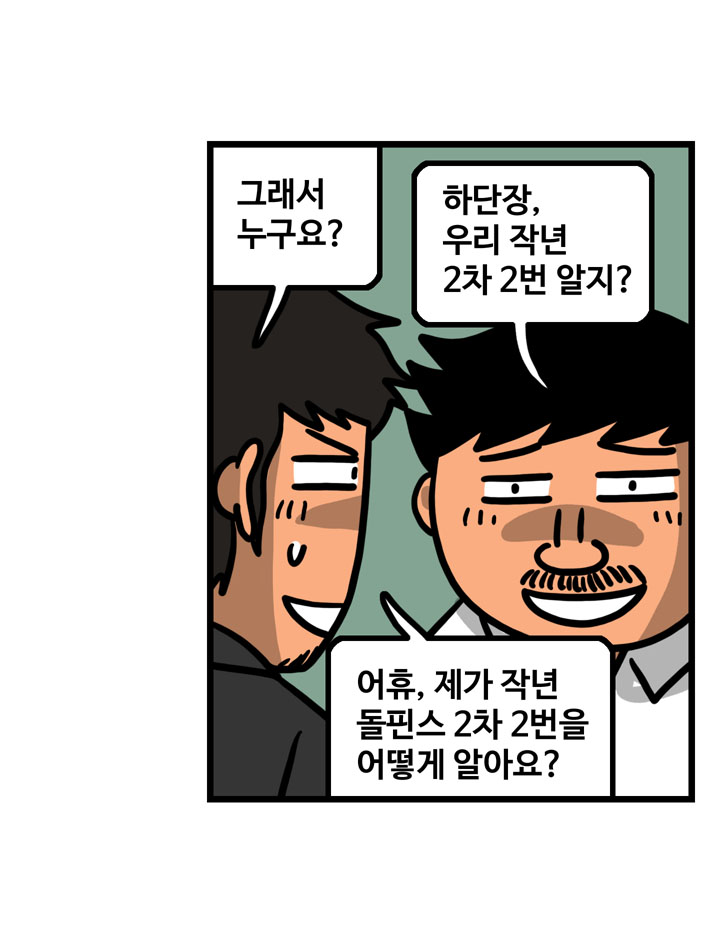 그래서
누구요?
하단장,
우리 작년
2차 2번 알지?
어휴, 제가 작년
돌핀스 2차 2번을
어떻게 알아요?